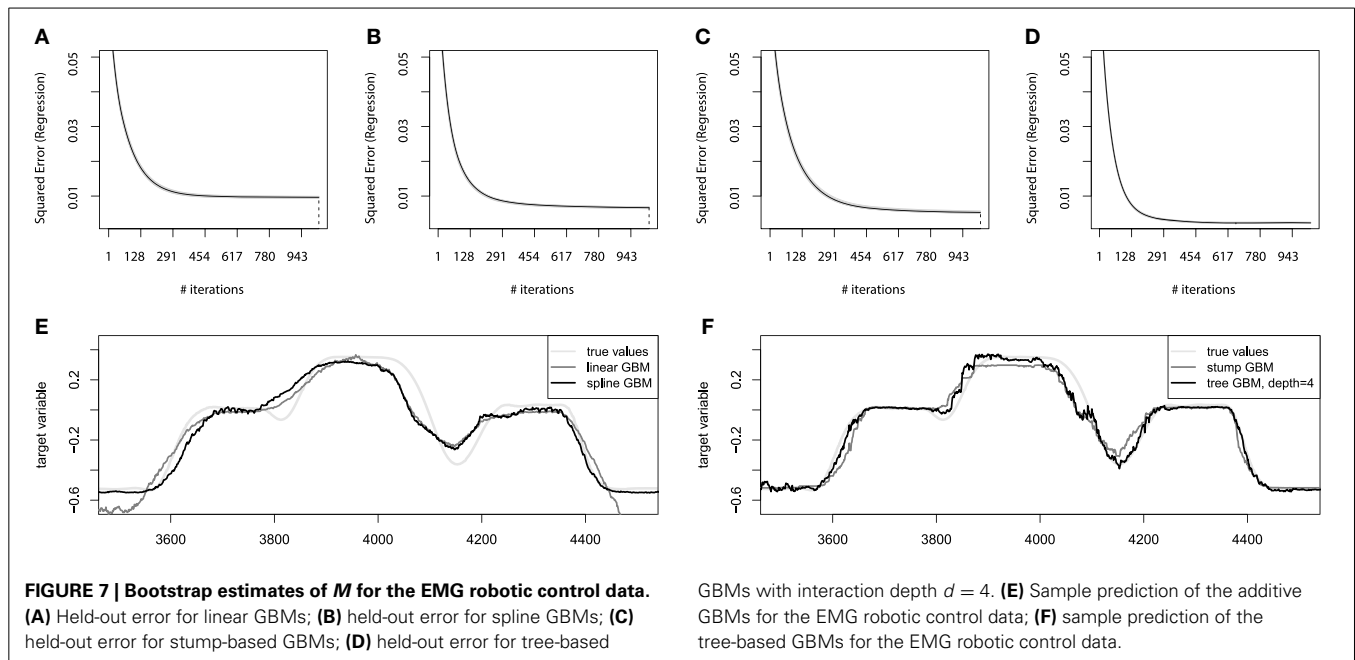 A
B
C
D
Squared Error (Regression)
0.01 0.03 0.05
1 128 291 454 617 780 943
# iterations
Squared Error (Regression)
0.01 0.03 0.05
1 128 291 454 617 780 943
# iterations
Squared Error (Regression)
0.01 0.03 0.05
1 128 291 454 617 780 943
# iterations
Squared Error (Regression)
0.01 0.03 0.05
1 128 291 454 617 780 943
# iterations
E
target variable
−0.6 −0.2 0.2
true values
linear GBM
spline GBM
3600 3800 4000 4200 4400
F
target variable
−0.6 −0.2 0.2
true values
stump GBM
tree GBM, depth=4
3600 3800 4000 4200 4400
FIGURE 7 | Bootstrap estimates of M for the EMG robotic control data.
(A) Held-out error for linear GBMs; (B) held-out error for spline GBMs; (C)
held-out error for stump-based GBMs; (D) held-out error for tree-based
GBMs with interaction depth d = 4. (E) Sample prediction of the additive
GBMs for the EMG robotic control data; (F) sample prediction of the
tree-based GBMs for the EMG robotic control data.